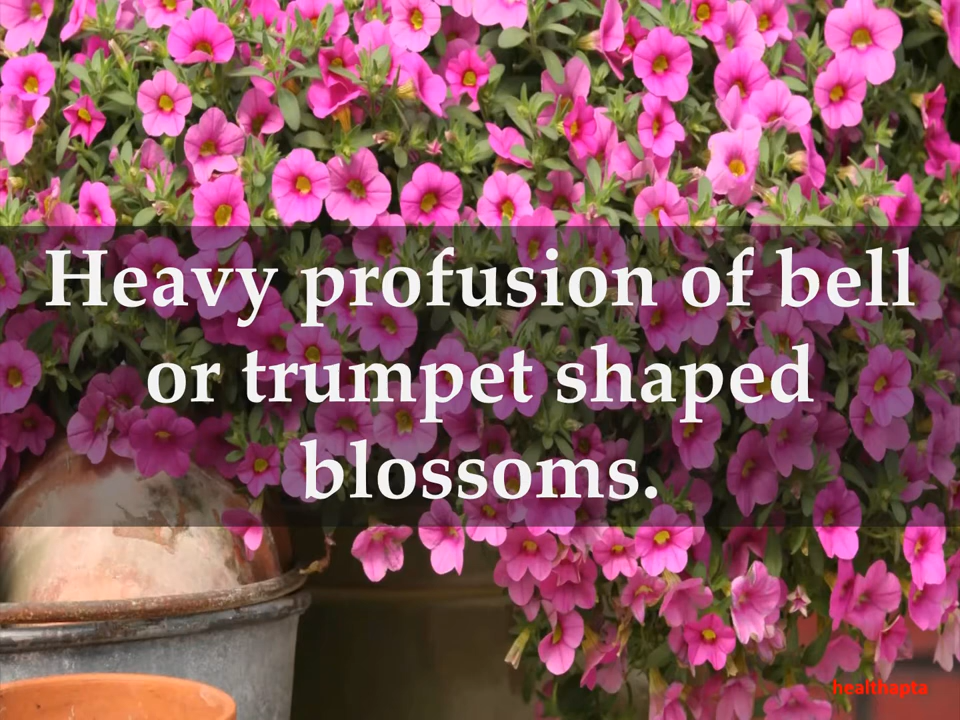 Heavy profusion of bell
or trumpet shaped
blossoms.
healthapta